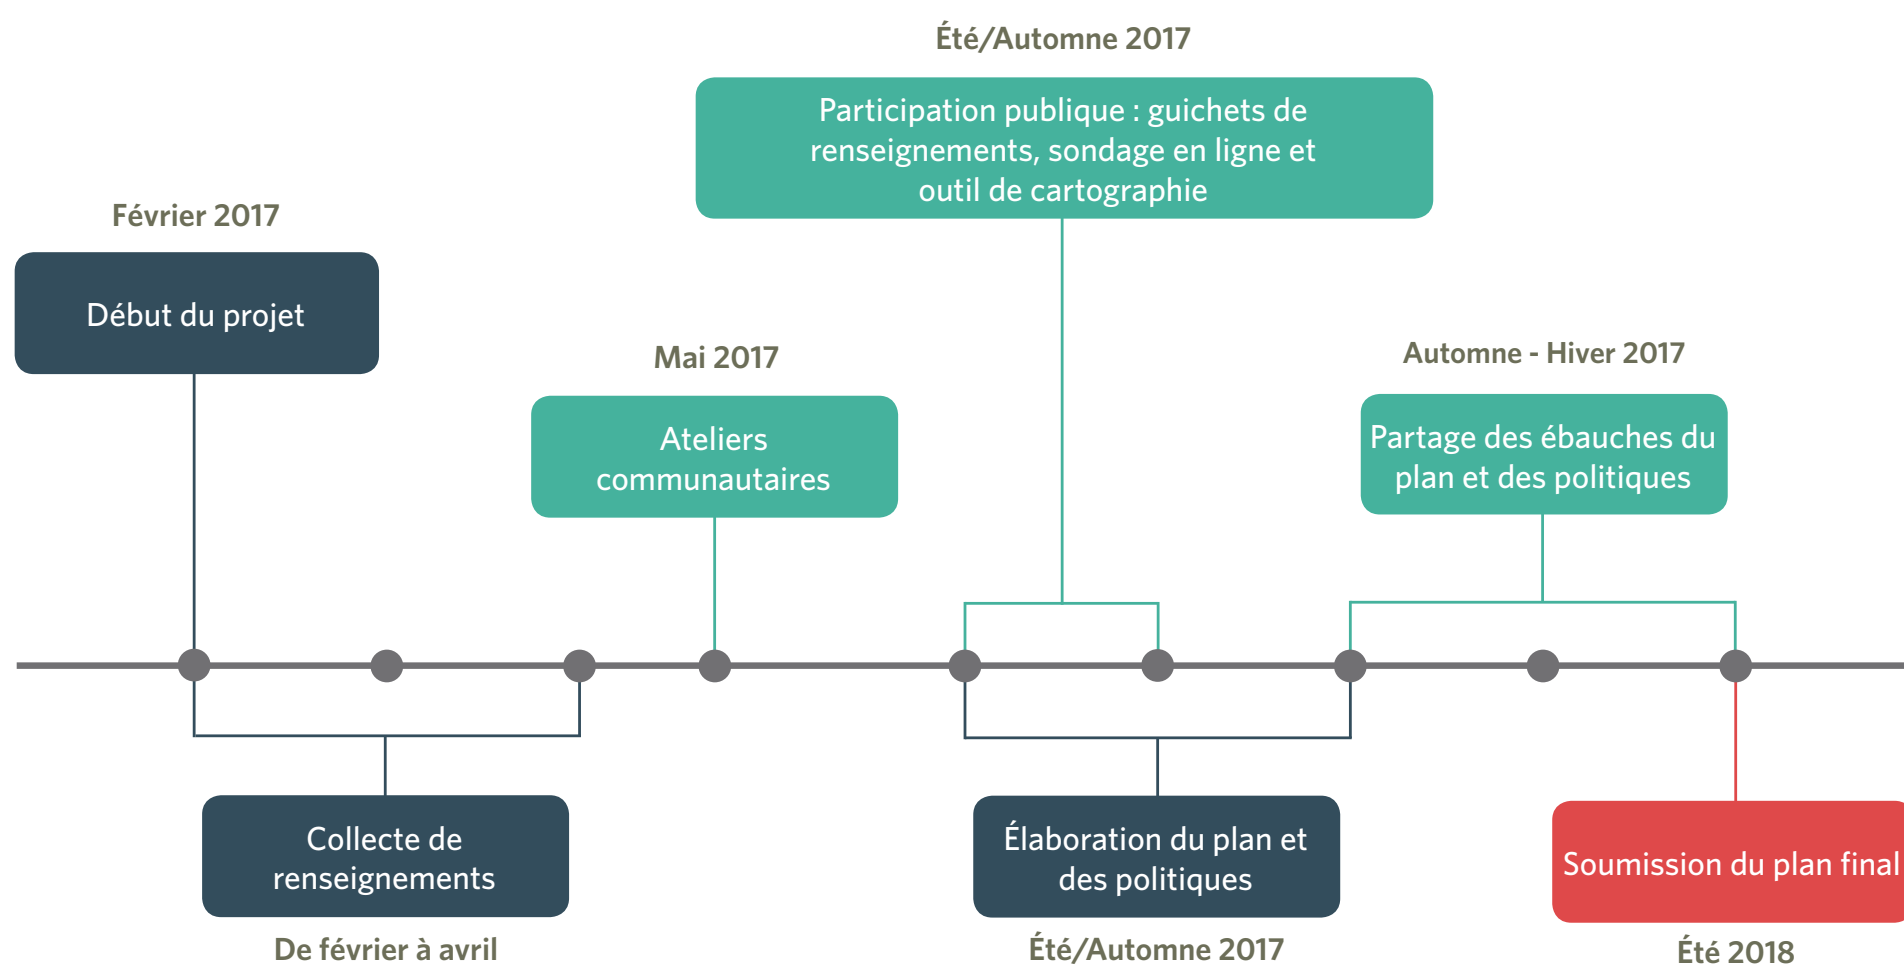 Été/Automne 2017
Participation publique : guichets de
renseignements, sondage en ligne et
outil de cartographie
Février 2017
Début du projet
Mai 2017
Ateliers
communautaires
Automne - Hiver 2017
Partage des ébauches du
plan et des politiques
Collecte de
renseignements
De février à avril
Élaboration du plan et
des politiques
Été/Automne 2017
Soumission du plan final
Été 2018